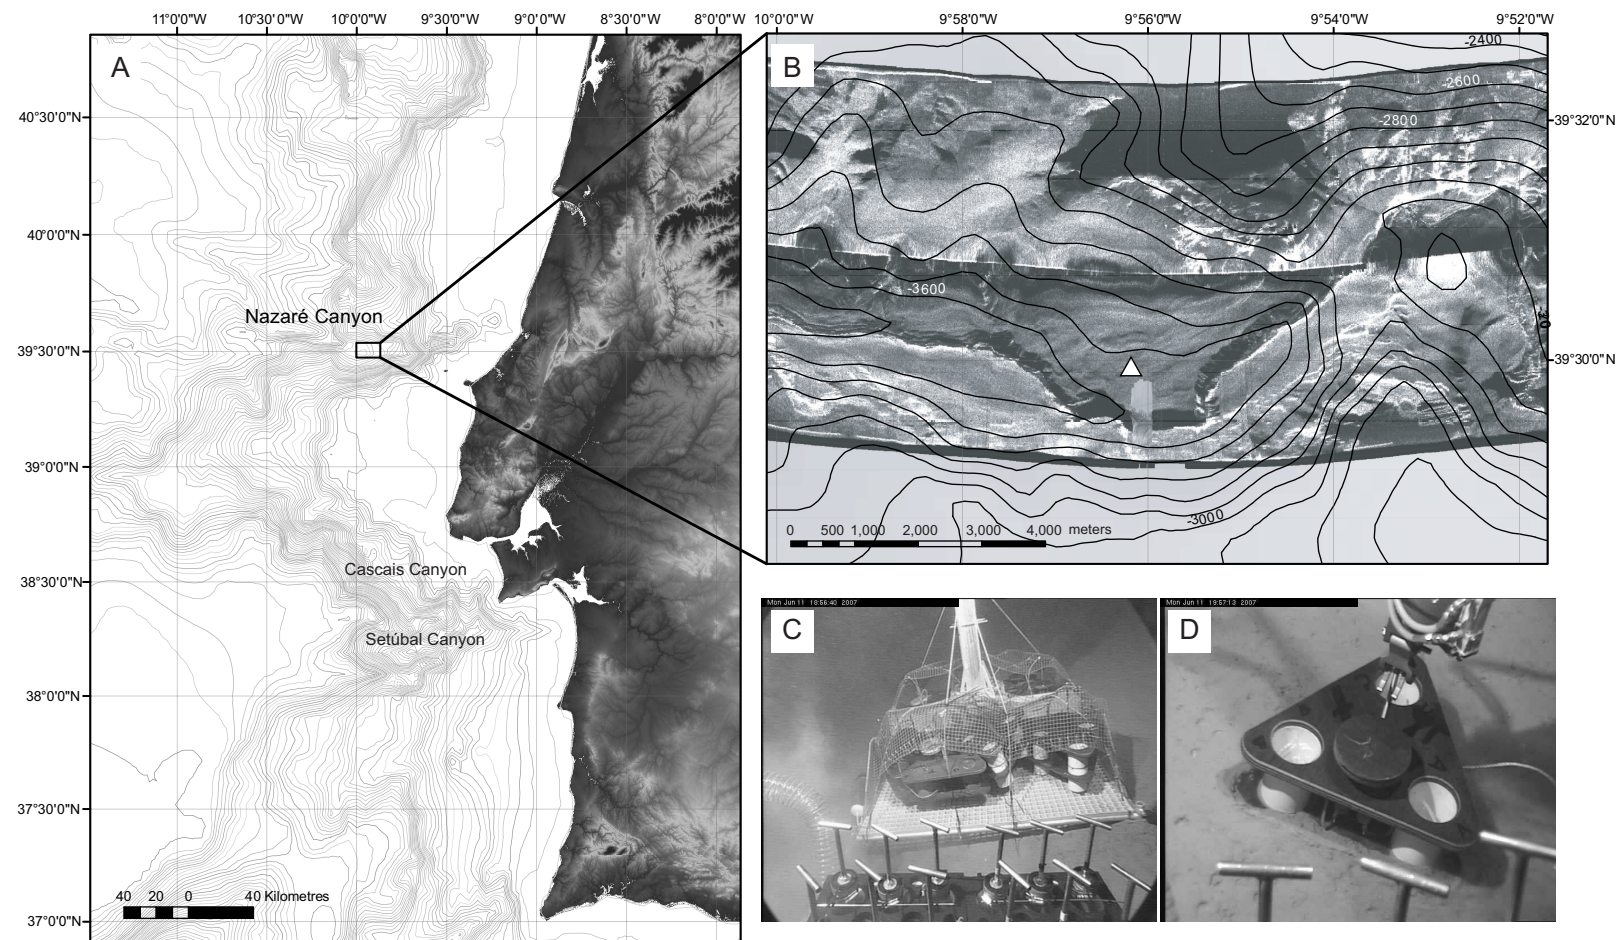 11°0'0"W 10°30'0"W 10°00'0"W 9°30'0"W 9°0'0"W 8°30'0"W 8°0'0"W
A
40°30'0"N
40°0'0"N
39°30'0"N
39°0'0"N
38°30'0"N
38°0'0"N
37°30'0"N
37°0'0"N
Nazaré Canyon
Cascais Canyon
Setúbal Canyon
40 20 0 40 Kilometres
10°0'0"W 9°58'0"W 9°56'0"W 9°54'0"W 9°52'0"W
B
-2400
-2600
-2800
39°32'0"N
-3600
39°30'0"N
-3000
0 500 1,000 2,000 3,000 4,000 meters
Mon Jun 11 18:56:40 2007
C
Mon Jun 11 19:57:13 2007
D